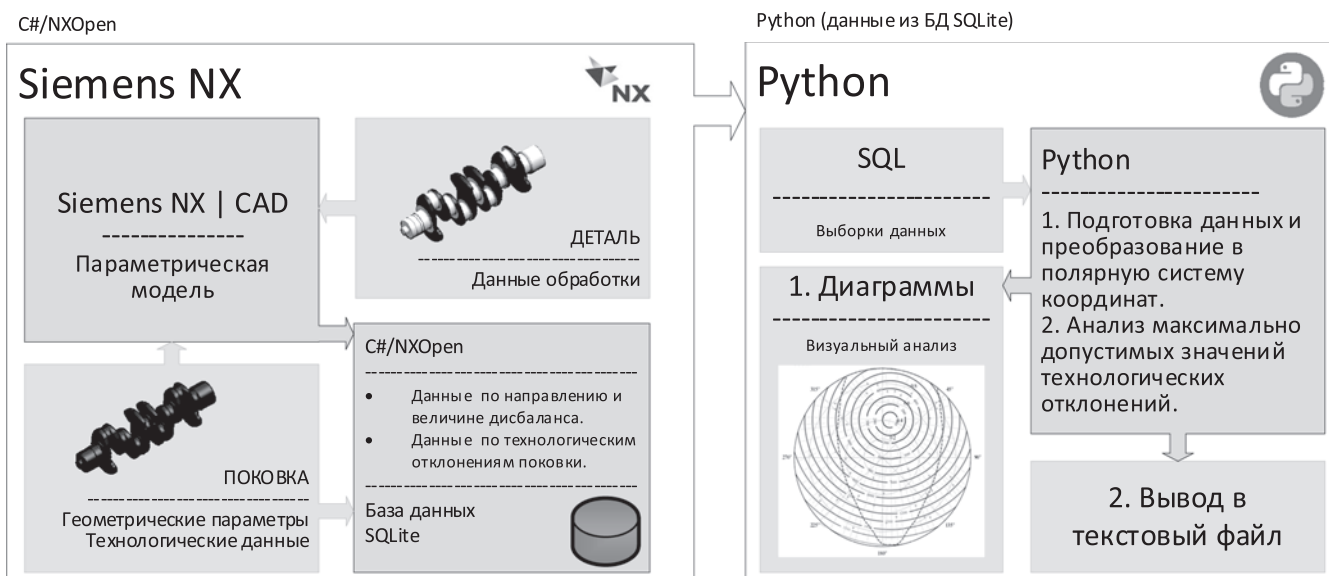 C#/NXOpen
Siemens NX
NX
Siemens NX | CAD
---------------
Параметрическая
модель
ДЕТАЛЬ
Данные обработки
ПОКОВКА
Геометрические параметры
Технологические данные
C#/NXOpen
• Данные по направлению и
величине дисбаланса.
• Данные по технологическим
отклонениям поковки.
База данных
SQLite
Python (данные из БД SQLite)
Python
SQL
Выборки данных
1. Диаграммы
Визуальный анализ
Python
1. Подготовка данных и
преобразование в
полярную систему
координат.
2. Анализ максимально
допустимых значений
технологических
отклонений.
2. Вывод в
текстовый файл